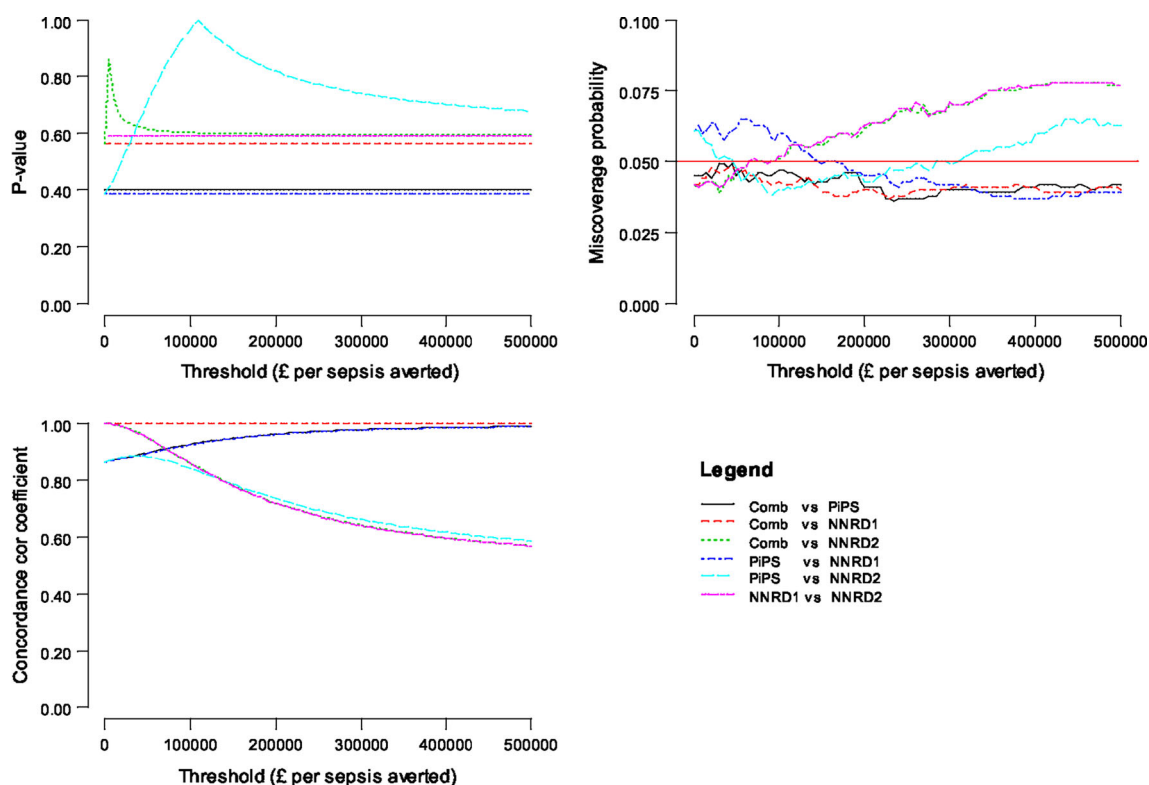 P-value
1.00
0.80
0.60
0.40
0.20
0.00
0 100000 200000 300000 400000 500000
Threshold (£ per sepsis averted)
Miscoverage probability
0.100
0.075
0.050
0.025
0.000
0 100000 200000 300000 400000 500000
Threshold (£ per sepsis averted)
Concordance cor coefficient
1.00
0.80
0.60
0.40
0.20
0.00
0 100000 200000 300000 400000 500000
Threshold (£ per sepsis averted)
Legend
Comb vs PiPS
Comb vs NNRD1
Comb vs NNRD2
PiPS vs NNRD1
PiPS vs NNRD2
NNRD1 vs NNRD2